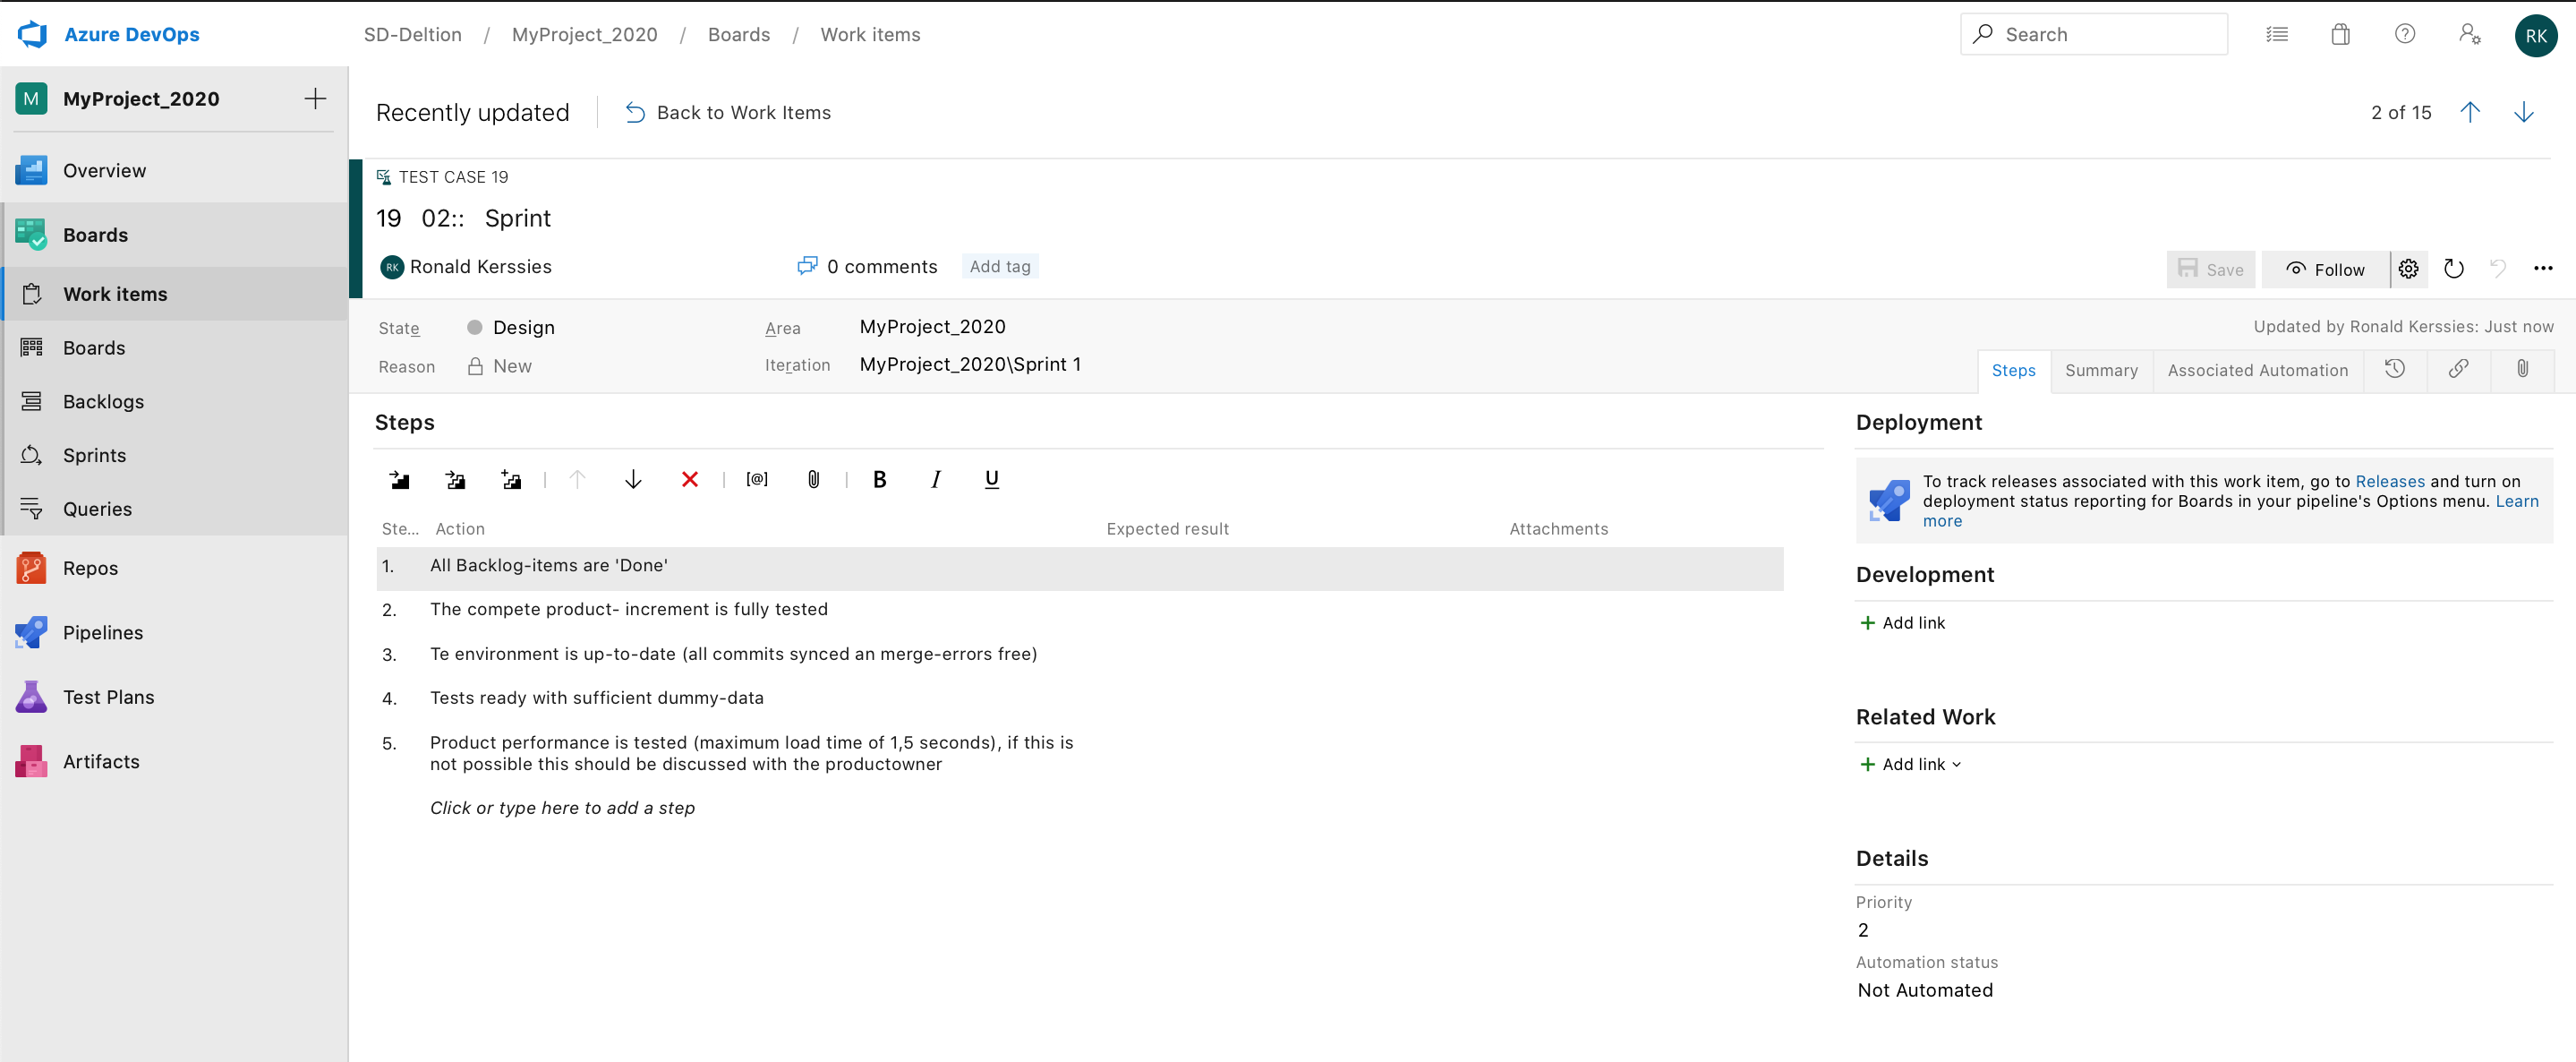 Azure DevOps
SD-Deltion / MyProject_2020 / Boards / Work items
Search
RK
M MyProject_2020
Overview
Boards
Work items
Boards
Backlogs
Sprints
Queries
Repos
Pipelines
Test Plans
Artifacts
Recently updated
Back to Work Items
2 of 15
TEST CASE 19
19 02:: Sprint
RK Ronald Kerssies
0 comments
Add tag
Save
Follow
State Design
Area MyProject_2020
Updated by Ronald Kerssies: Just now
Reason New
Iteration MyProject_2020\Sprint 1
Steps Summary Associated Automation
Steps
[@] B I U
Ste... Action Expected result Attachments
1. All Backlog-items are 'Done'
2. The compete product- increment is fully tested
3. Te environment is up-to-date (all commits synced an merge-errors free)
4. Tests ready with sufficient dummy-data
5. Product performance is tested (maximum load time of 1,5 seconds), if this is
not possible this should be discussed with the productowner
Click or type here to add a step
Deployment
To track releases associated with this work item, go to Releases and turn on
deployment status reporting for Boards in your pipeline's Options menu. Learn
more
Development
+ Add link
Related Work
+ Add link
Details
Priority
2
Automation status
Not Automated